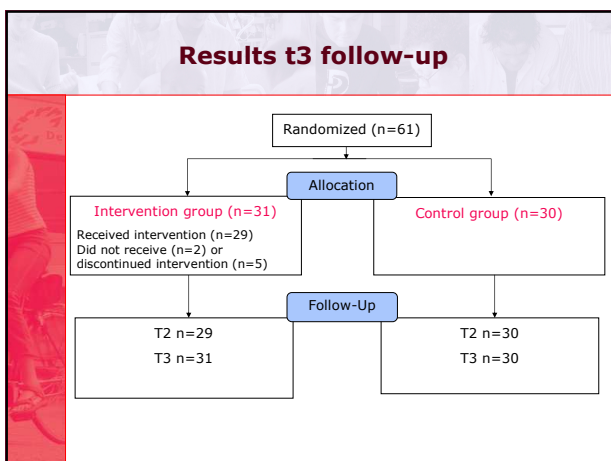 Results t3 follow-up
Randomized (n=61)
Allocation
Intervention group (n=31)
Received intervention (n=29)
Did not receive (n=2) or
discontinued intervention (n=5)
Control group (n=30)
Follow-Up
T2 n=29
T3 n=31
T2 n=30
T3 n=30